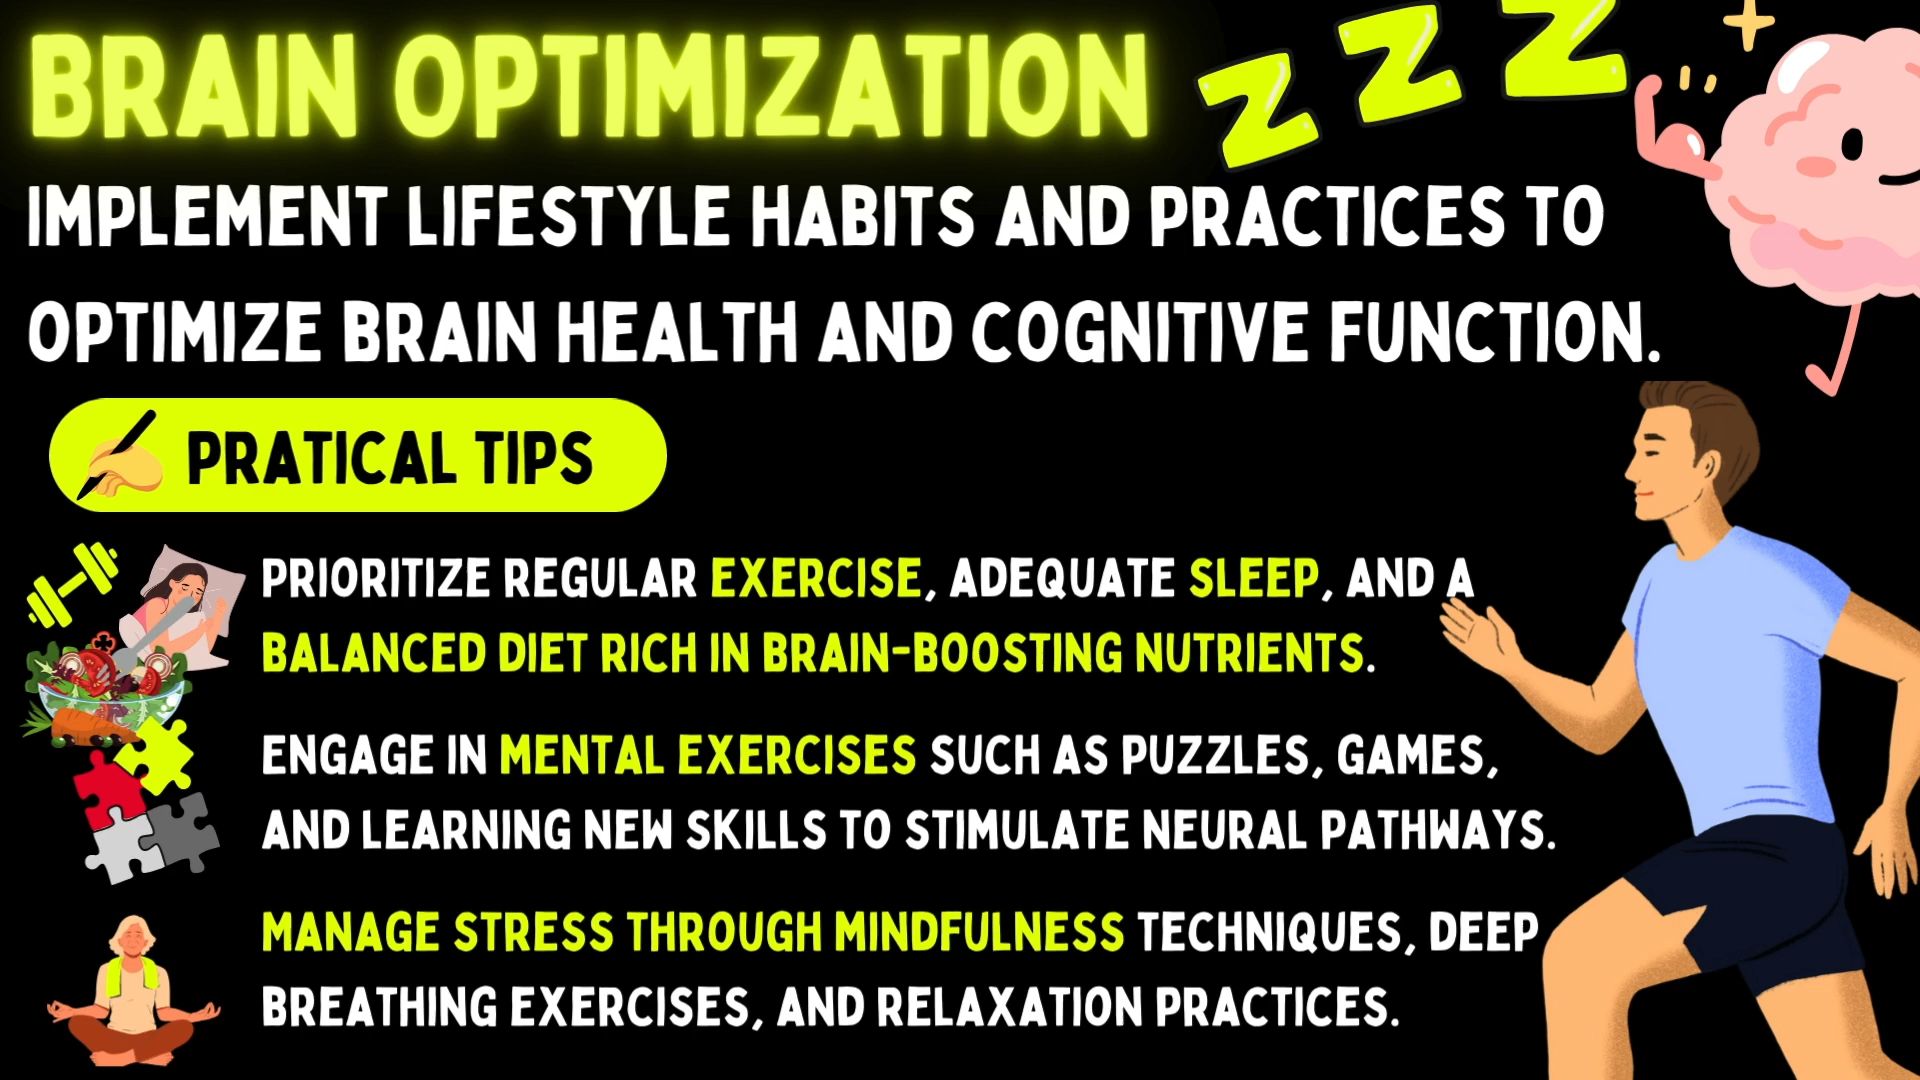 BRAIN OPTIMIZATION
Z Z Z
IMPLEMENT LIFESTYLE HABITS AND PRACTICES TO
OPTIMIZE BRAIN HEALTH AND COGNITIVE FUNCTION.
PRATICAL TIPS
PRIORITIZE REGULAR EXERCISE, ADEQUATE SLEEP, AND A
BALANCED DIET RICH IN BRAIN-BOOSTING NUTRIENTS.
ENGAGE IN MENTAL EXERCISES SUCH AS PUZZLES, GAMES,
AND LEARNING NEW SKILLS TO STIMULATE NEURAL PATHWAYS.
MANAGE STRESS THROUGH MINDFULNESS TECHNIQUES, DEEP
BREATHING EXERCISES, AND RELAXATION PRACTICES.